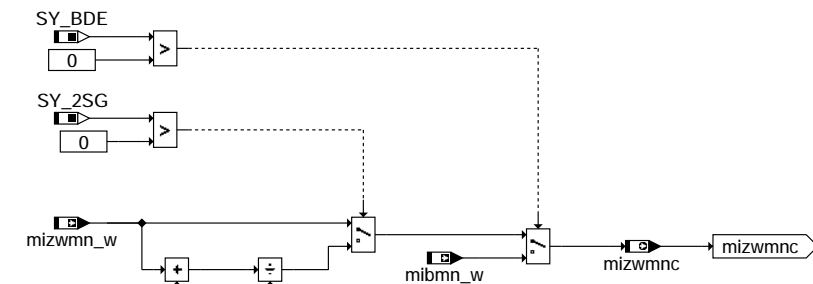 SY_BDE
>
0
SY_2SG
>
0
mizwmn_w
+
÷
mibmn_w
mizwmnc
mizwmnc